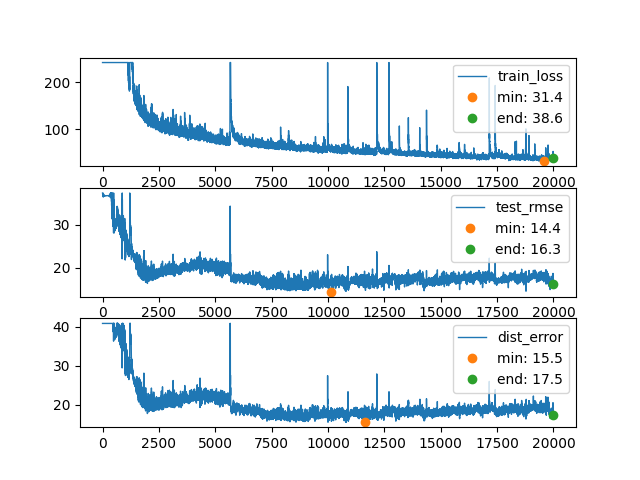 200
100
train_loss
min: 31.4
end: 38.6
0 2500 5000 7500 10000 12500 15000 17500 20000
30
20
test_rmse
min: 14.4
end: 16.3
0 2500 5000 7500 10000 12500 15000 17500 20000
40
30
20
dist_error
min: 15.5
end: 17.5
0 2500 5000 7500 10000 12500 15000 17500 20000